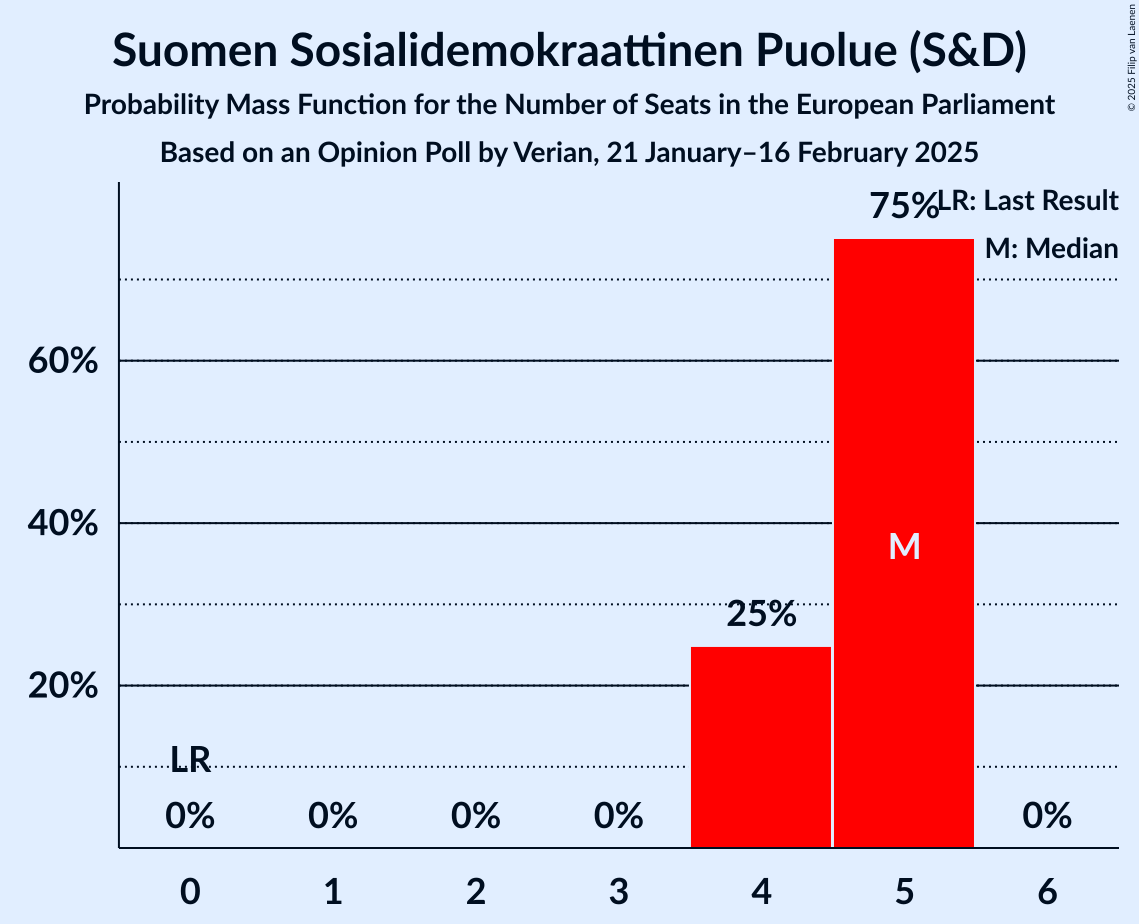 Suomen Sosialidemokraattinen Puolue (S&D)
Probability Mass Function for the Number of Seats in the European Parliament
Based on an Opinion Poll by Verian, 21 January–16 February 2025
© 2025 Filip van Laenen
LR: Last Result
M: Median
75%
60%
40%
M
25%
20%
LR
0% 0% 0% 0% 0%
0 1 2 3 4 5 6